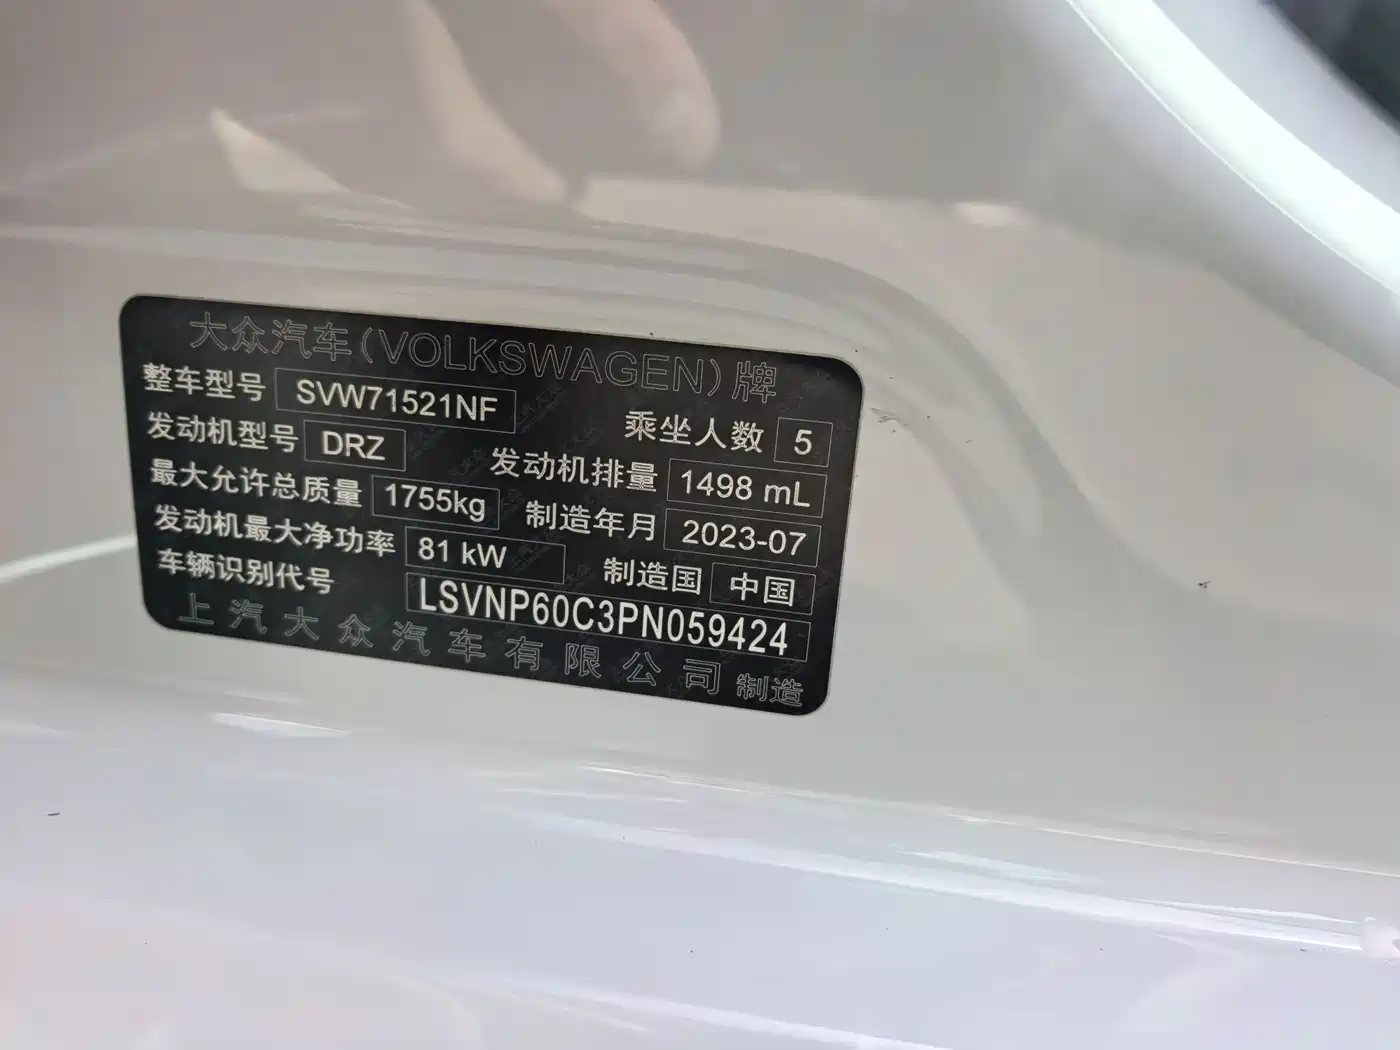 大众汽车(VOLKSWAGEN)牌
整车型号 SVW71521NF 乘坐人数 5
发动机型号 DRZ 发动机排量 1498 mL
最大允许总质量 1755kg 制造年月 2023-07
发动机最大净功率 81 kW 制造国 中国
车辆识别代号 LSVNP60C3PN059424
上汽大众汽车有限公司 制造